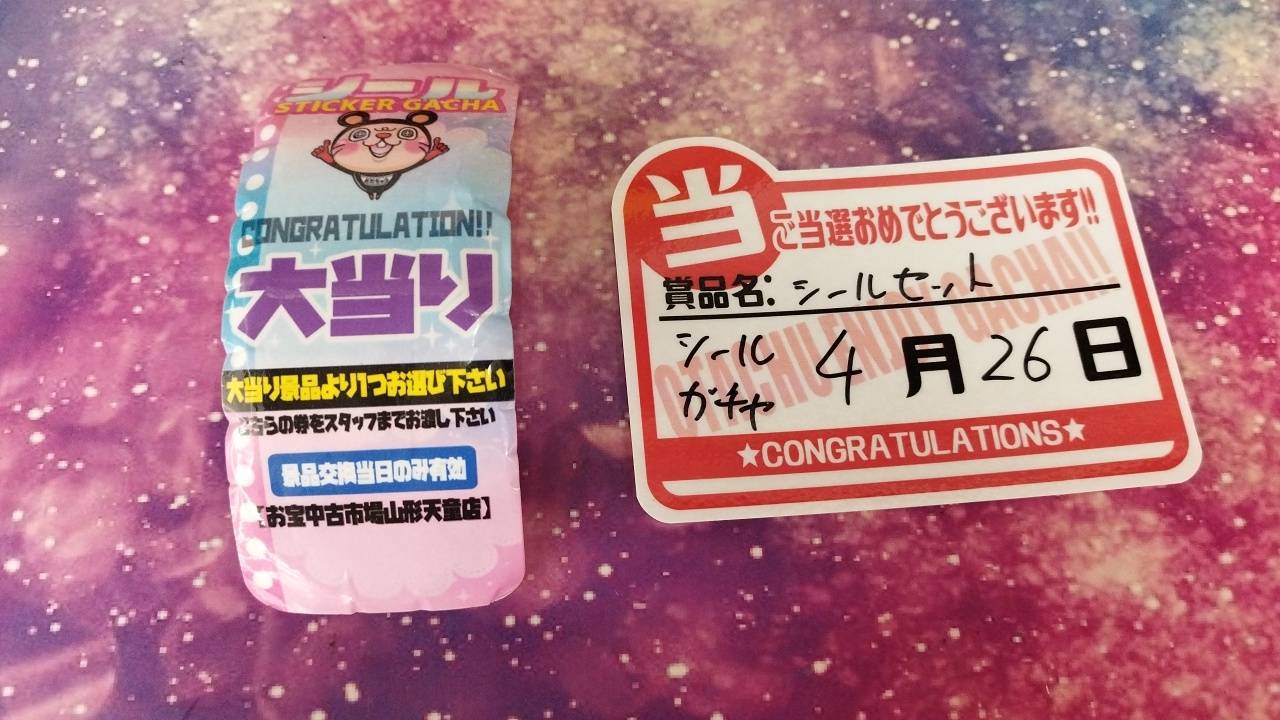 シール
STICKER GACHA
CONGRATULATION!!
大当り
大当り景品より1つお選び下さい
こちらの券をスタッフまでお渡し下さい
景品交換当日のみ有効
【お宝中古市場山形天童店】
当
ご当選おめでとうございます!!
賞品名: シールセット
シールガチャ 4月26日
OTACHU ENJOY GACHA!!
★CONGRATULATIONS★